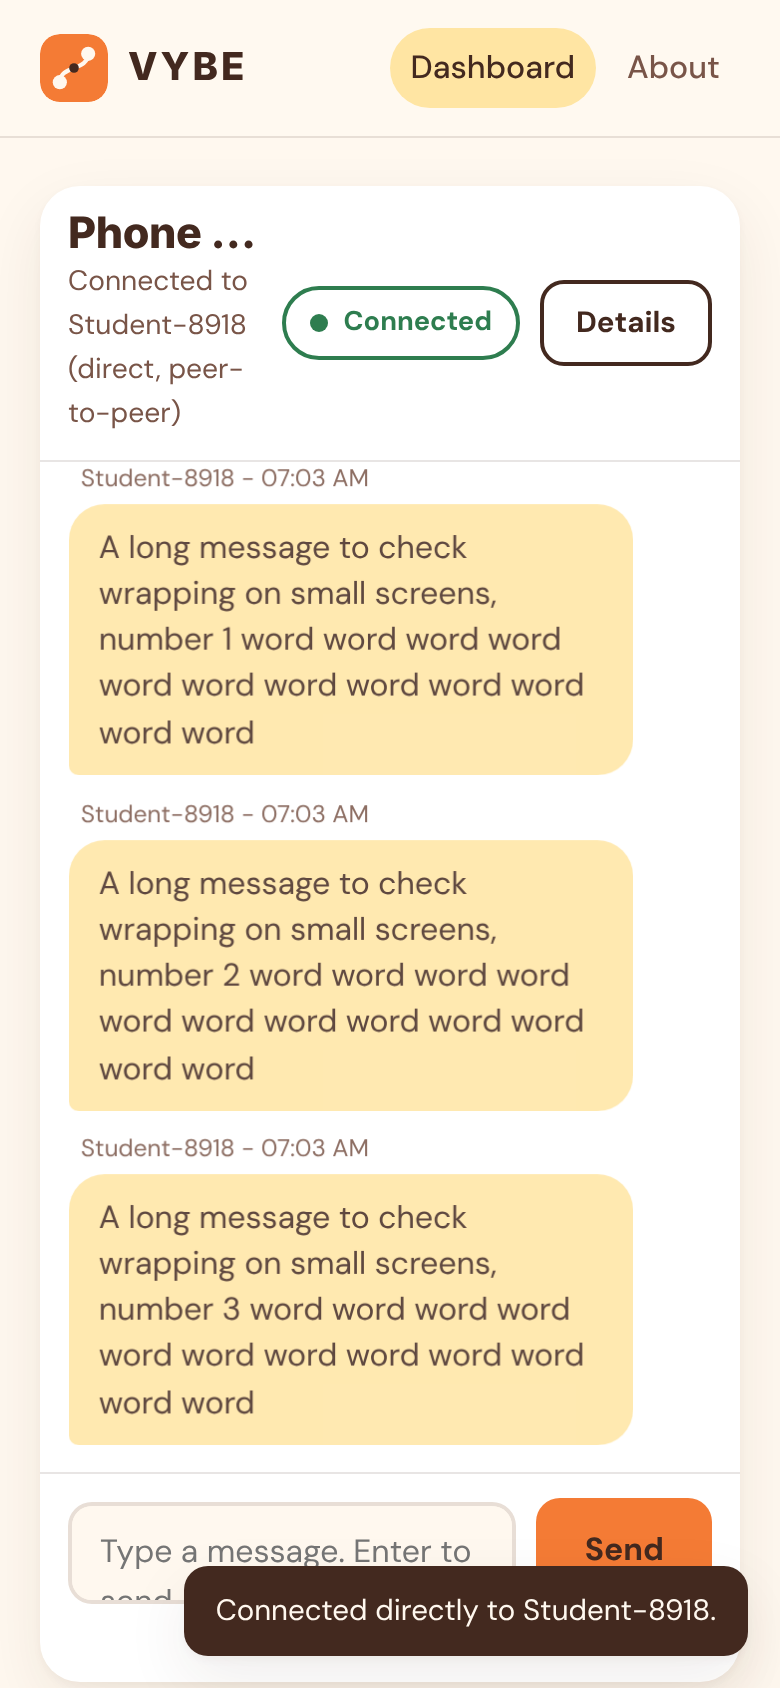 VYBE
Dashboard
About
Phone ...
Connected to
Student-8918
(direct, peer-
to-peer)
Connected
Details
Student-8918 - 07:03 AM
A long message to check
wrapping on small screens,
number 1 word word word word
word word word word word word
word word
Student-8918 - 07:03 AM
A long message to check
wrapping on small screens,
number 2 word word word word
word word word word word word
word word
Student-8918 - 07:03 AM
A long message to check
wrapping on small screens,
number 3 word word word word
word word word word word word
word word
Type a message. Enter to
send
Send
Connected directly to Student-8918.